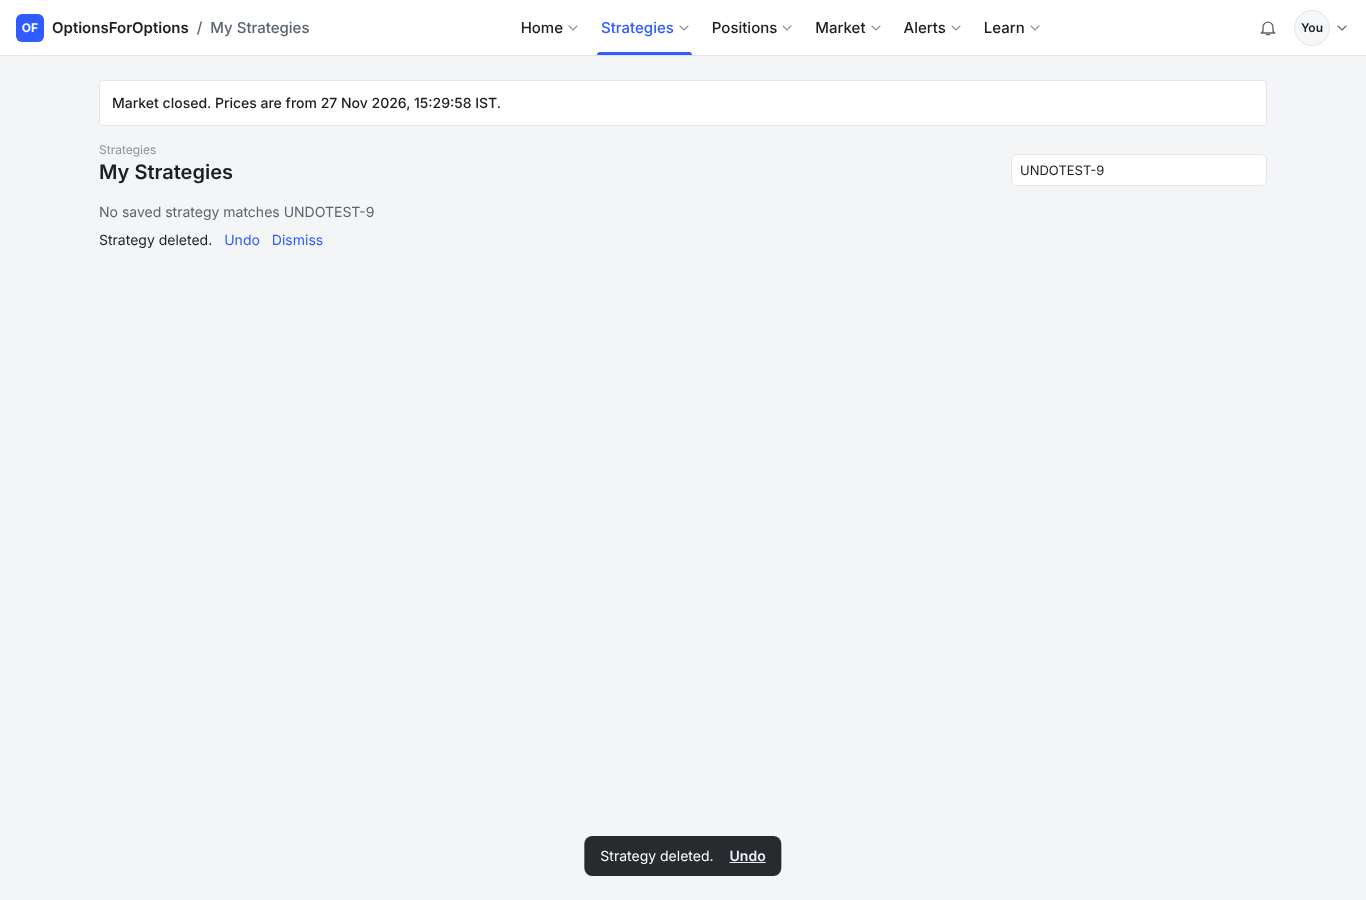 OF OptionsForOptions / My Strategies Home Strategies Positions Market Alerts Learn You
Market closed. Prices are from 27 Nov 2026, 15:29:58 IST.
Strategies
My Strategies
UNDOTEST-9
No saved strategy matches UNDOTEST-9
Strategy deleted. Undo Dismiss
Strategy deleted. Undo